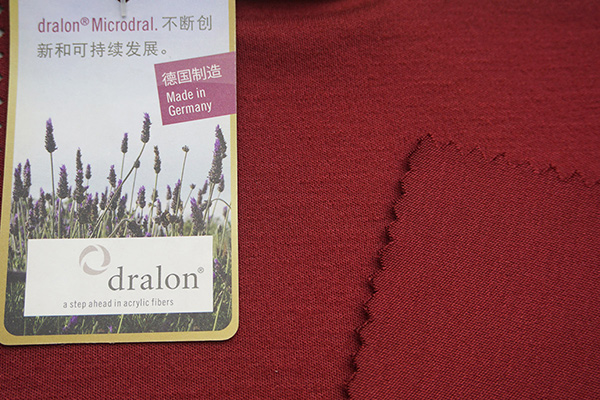 dralon® Microdral. 不断创
新和可持续发展。
德国制造
Made in
Germany
dralon®
a step ahead in acrylic fibers